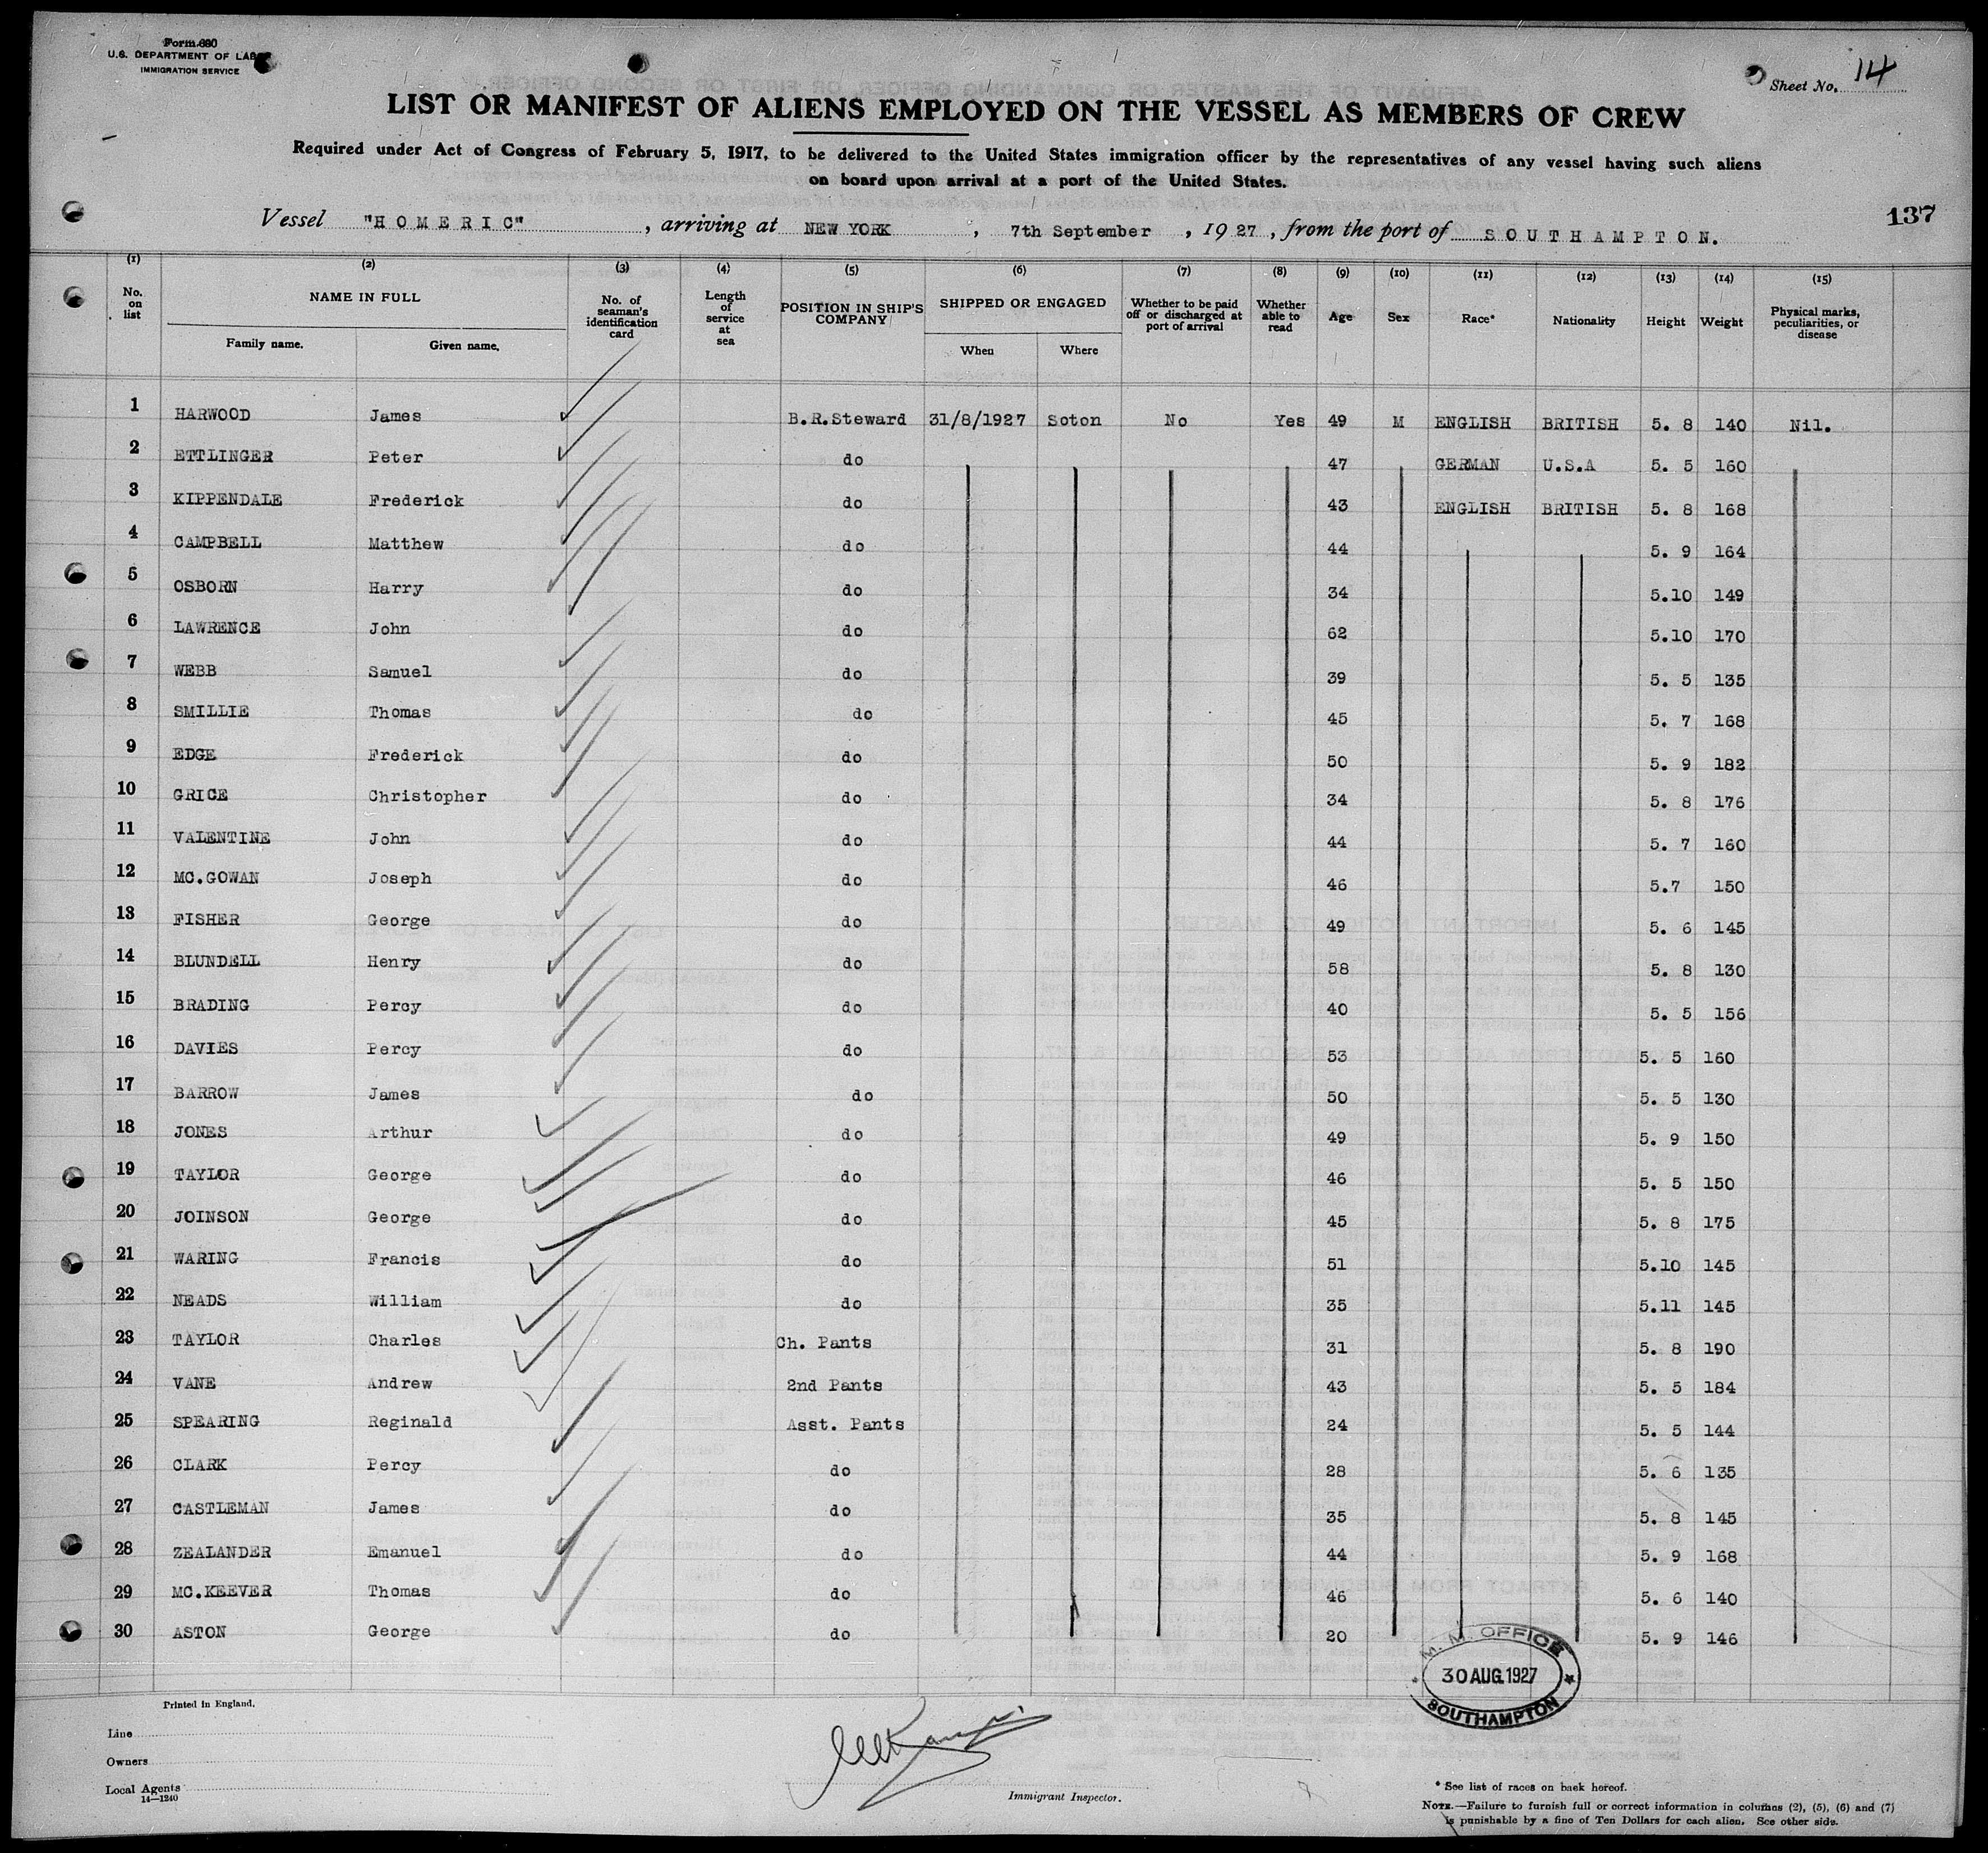 Form 680
U.S. DEPARTMENT OF LABOR
IMMIGRATION SERVICE
Sheet No. 14
LIST OR MANIFEST OF ALIENS EMPLOYED ON THE VESSEL AS MEMBERS OF CREW
Required under Act of Congress of February 5, 1917, to be delivered to the United States immigration officer by the representatives of any vessel having such aliens
on board upon arrival at a port of the United States.
137
Vessel "HOMERIC", arriving at NEW YORK, 7th September, 1927, from the port of SOUTHAMPTON.
(1) (2) (3) (4) (5) (6) (7) (8) (9) (10) (11) (12) (13) (14) (15)
No. on list NAME IN FULL Family name. Given name. No. of seaman's identification card Length of service at sea POSITION IN SHIP'S COMPANY SHIPPED OR ENGAGED When Where Whether to be paid off or discharged at port of arrival Whether able to read Age Sex Race* Nationality Height Weight Physical marks, peculiarities, or disease
1 HARWOOD James B.R.Steward 31/8/1927 Soton No Yes 49 M ENGLISH BRITISH 5. 8 140 Nil.
2 ETTLINGER Peter do 47 GERMAN U.S.A 5. 5 160
3 KIPPENDALE Frederick do 43 ENGLISH BRITISH 5. 8 168
4 CAMPBELL Matthew do 44 5. 9 164
5 OSBORN Harry do 34 5.10 149
6 LAWRENCE John do 62 5.10 170
7 WEBB Samuel do 39 5. 5 135
8 SMILLIE Thomas do 45 5. 7 168
9 EDGE Frederick do 50 5. 9 182
10 GRICE Christopher do 34 5. 8 176
11 VALENTINE John do 44 5. 7 160
12 MC.GOWAN Joseph do 46 5.7 150
13 FISHER George do 49 5. 6 145
14 BLUNDELL Henry do 58 5. 8 130
15 BRADING Percy do 40 5. 5 156
16 DAVIES Percy do 53 5. 5 160
17 BARROW James do 50 5. 5 130
18 JONES Arthur do 49 5. 9 150
19 TAYLOR George do 46 5. 5 150
20 JOINSON George do 45 5. 8 175
21 WARING Francis do 51 5.10 145
22 NEADS William do 35 5.11 145
23 TAYLOR Charles Ch. Pants 31 5. 8 190
24 VANE Andrew 2nd Pants 43 5. 5 184
25 SPEARING Reginald Asst. Pants 24 5. 5 144
26 CLARK Percy do 28 5. 6 135
27 CASTLEMAN James do 35 5. 8 145
28 ZEALANDER Emanuel do 44 5. 9 168
29 MC.KEEVER Thomas do 46 5. 6 140
30 ASTON George do 20 5. 9 146
M. M. OFFICE
30 AUG 1927
SOUTHAMPTON
Printed in England.
Line
Owners
Local Agents
14—1240
Immigrant Inspector.
* See list of races on back hereof.
NOTE.—Failure to furnish full or correct information in columns (2), (5), (6) and (7)
is punishable by a fine of Ten Dollars for each alien. See other side.